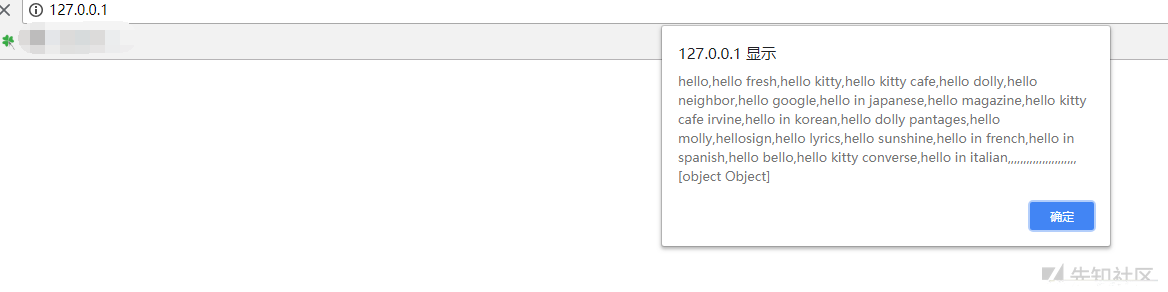 127.0.0.1
127.0.0.1 显示
hello,hello fresh,hello kitty,hello kitty cafe,hello dolly,hello
neighbor,hello google,hello in japanese,hello magazine,hello kitty
cafe irvine,hello in korean,hello dolly pantages,hello
molly,hellosign,hello lyrics,hello sunshine,hello in french,hello in
spanish,hello bello,hello kitty converse,hello in italian,,,,,,,,,,,,,,,,,,,,,,
[object Object]
确定
先知社区